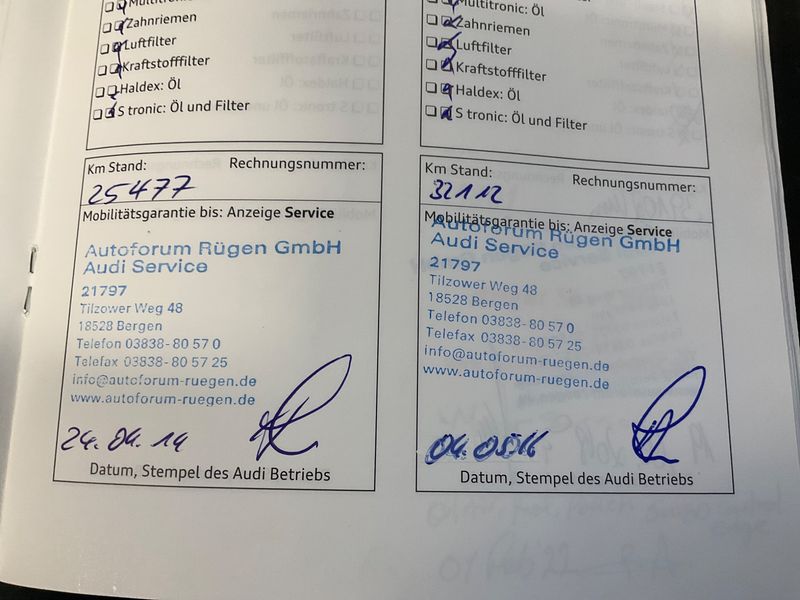 Multitronic: Öl
Zahnriemen
Luftfilter
Kraftstofffilter
Haldex: Öl
S tronic: Öl und Filter
Km Stand:
Rechnungsnummer:
25477
Mobilitätsgarantie bis: Anzeige Service
Autoforum Rügen GmbH
Audi Service
21797
Tilzower Weg 48
18528 Bergen
Telefon 03838- 80 57 0
Telefax 03838- 80 57 25
info@autoforum-ruegen.de
www.autoforum-ruegen.de
Datum, Stempel des Audi Betriebs
Multitronic: Öl
Zahnriemen
Luftfilter
Kraftstofffilter
Haldex: Öl
S tronic: Öl und Filter
Km Stand:
Rechnungsnummer:
32112
Mobilitätsgarantie bis: Anzeige Service
Autoforum Rügen GmbH
Audi Service
21797
Tilzower Weg 48
18528 Bergen
Telefon 03838- 80 57 0
Telefax 03838- 80 57 25
info@autoforum-ruegen.de
www.autoforum-ruegen.de
Datum, Stempel des Audi Betriebs